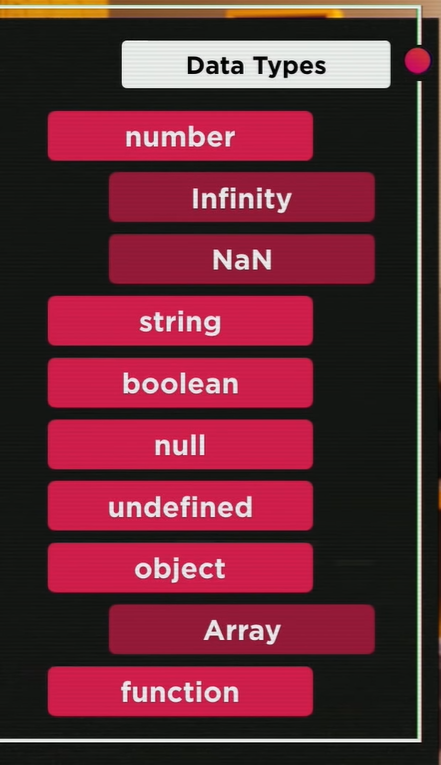 Data Types
number
Infinity
NaN
string
boolean
null
undefined
object
Array
function